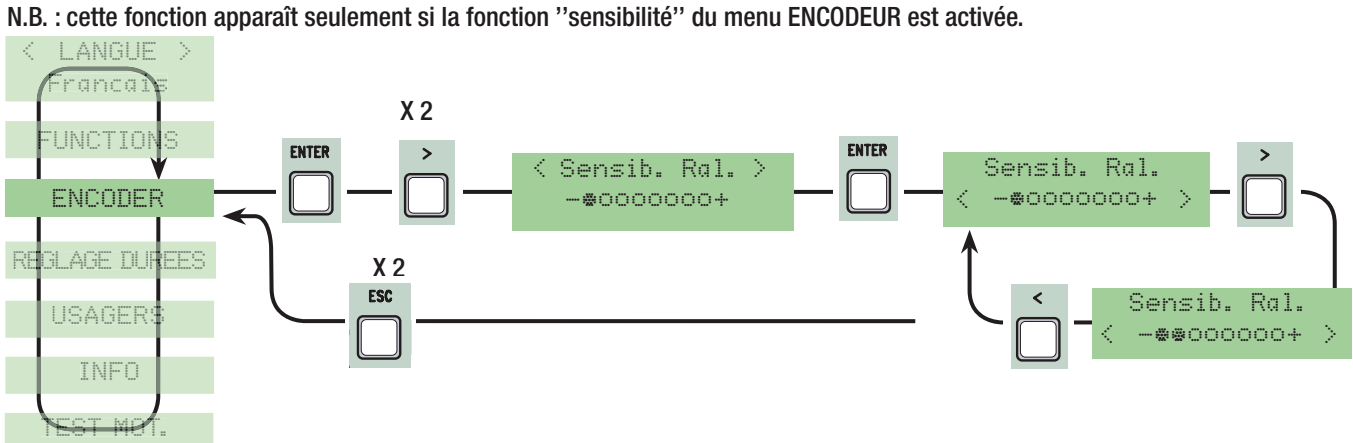 N.B. : cette fonction apparaît seulement si la fonction ’’sensibilité’’ du menu ENCODEUR est activée.
< LANGUE >
Francais
FUNCTIONS
ENCODER
REGLAGE DUREES
USAGERS
INFO
TEST MOT.
ENTER
X 2
>
< Sensib. Ral. >
-●ooooooo+
ENTER
Sensib. Ral.
< -●ooooooo+ >
>
X 2
ESC
<
Sensib. Ral.
< -●●oooooo+ >